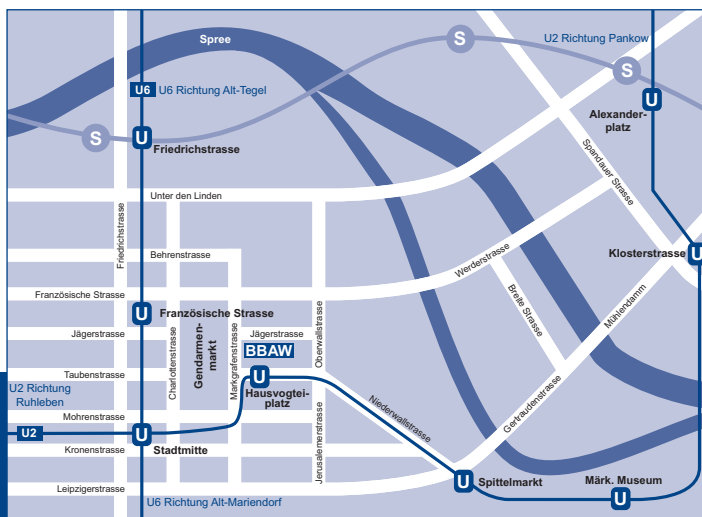 Spree
S
U2 Richtung Pankow
S
U6
U6 Richtung Alt-Tegel
U
Alexander-
platz
S
U
Friedrichstrasse
Spandauer Strasse
Unter den Linden
Friedrichstrasse
Behrenstrasse
Werderstrasse
Klosterstrasse
U
Französische Strasse
U
Französische Strasse
Breite Strasse
Mühlendamm
Jägerstrasse
Charlottenstrasse
Gendarmen-
markt
Markgrafenstrasse
Jägerstrasse
Oberwallstrasse
BBAW
Taubenstrasse
U
U2 Richtung
Ruhleben
Hausvogtei-
platz
Mohrenstrasse
Niederwallstrasse
Gertraudenstrasse
U2
U
Kronenstrasse
Stadtmitte
Jerusalemerstrasse
U
Spittelmarkt
Märk. Museum
U
Leipzigerstrasse
U6 Richtung Alt-Mariendorf